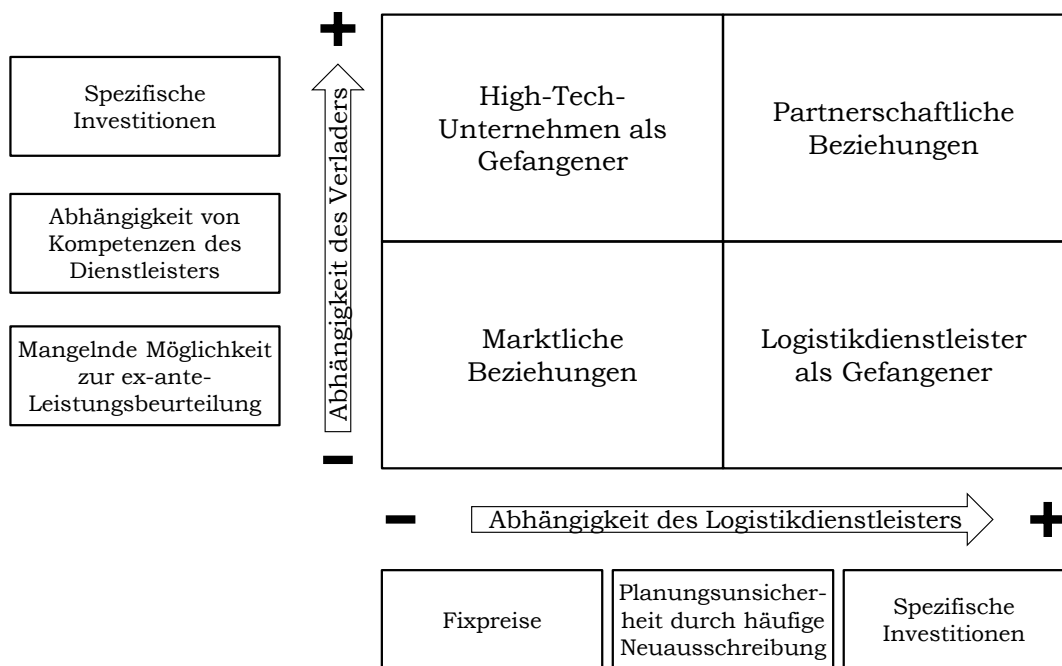 +
Spezifische
Investitionen
Abhängigkeit von
Kompetenzen des
Dienstleisters
Mangelnde Möglichkeit
zur ex-ante-
Leistungsbeurteilung
Abhängigkeit des Verladers
−
High-Tech-
Unternehmen als
Gefangener
Partnerschaftliche
Beziehungen
Marktliche
Beziehungen
Logistikdienstleister
als Gefangener
−
Abhängigkeit des Logistikdienstleisters
+
Fixpreise
Planungsunsicher-
heit durch häufige
Neuausschreibung
Spezifische
Investitionen